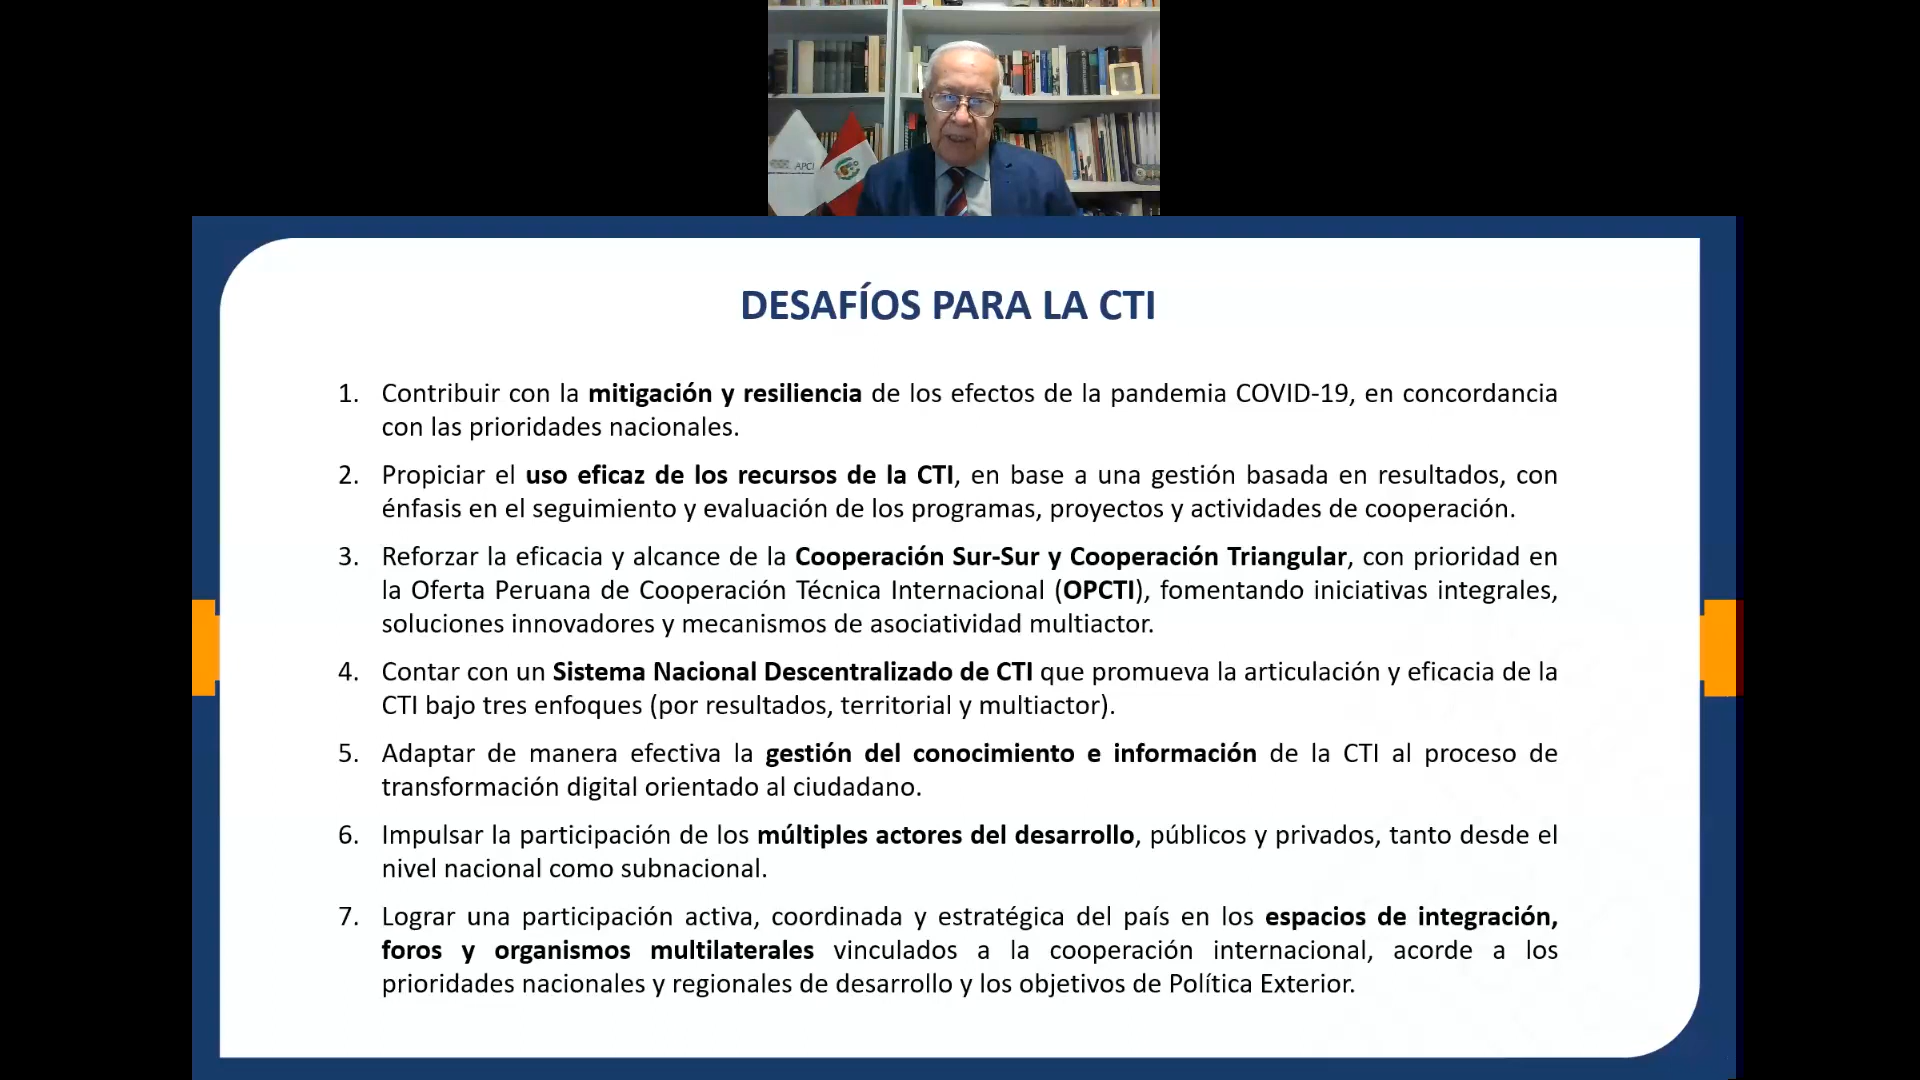 APCI
DESAFÍOS PARA LA CTI
1. Contribuir con la mitigación y resiliencia de los efectos de la pandemia COVID-19, en concordancia
con las prioridades nacionales.
2. Propiciar el uso eficaz de los recursos de la CTI, en base a una gestión basada en resultados, con
énfasis en el seguimiento y evaluación de los programas, proyectos y actividades de cooperación.
3. Reforzar la eficacia y alcance de la Cooperación Sur-Sur y Cooperación Triangular, con prioridad en
la Oferta Peruana de Cooperación Técnica Internacional (OPCTI), fomentando iniciativas integrales,
soluciones innovadores y mecanismos de asociatividad multiactor.
4. Contar con un Sistema Nacional Descentralizado de CTI que promueva la articulación y eficacia de la
CTI bajo tres enfoques (por resultados, territorial y multiactor).
5. Adaptar de manera efectiva la gestión del conocimiento e información de la CTI al proceso de
transformación digital orientado al ciudadano.
6. Impulsar la participación de los múltiples actores del desarrollo, públicos y privados, tanto desde el
nivel nacional como subnacional.
7. Lograr una participación activa, coordinada y estratégica del país en los espacios de integración,
foros y organismos multilaterales vinculados a la cooperación internacional, acorde a los
prioridades nacionales y regionales de desarrollo y los objetivos de Política Exterior.